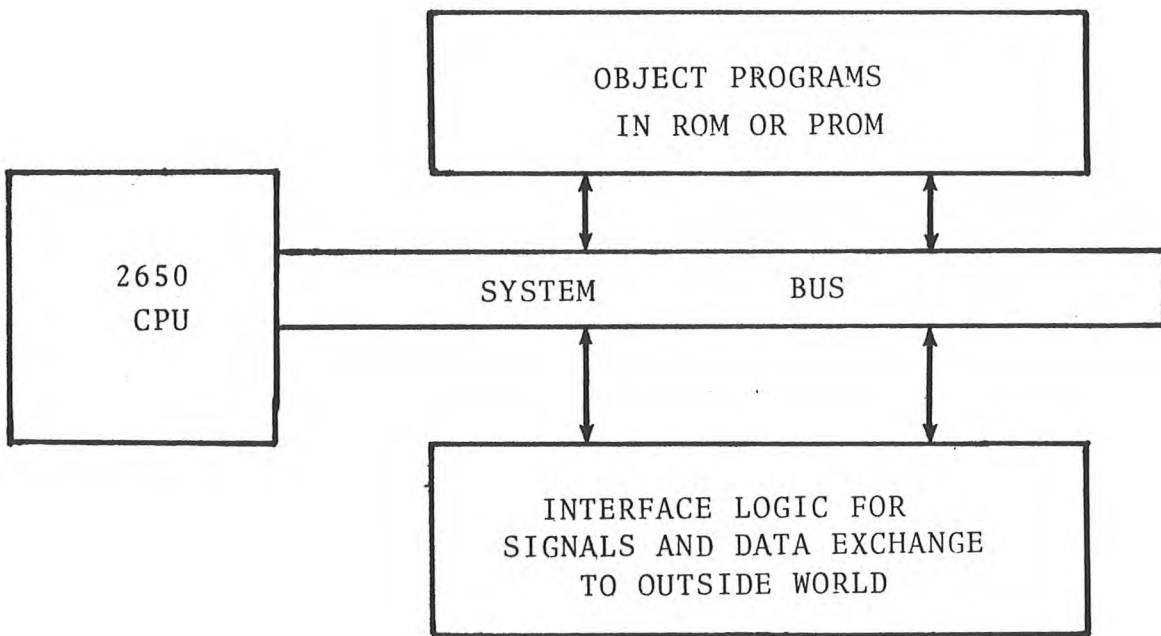 OBJECT PROGRAMS
IN ROM OR PROM
2650
CPU
SYSTEM BUS
INTERFACE LOGIC FOR
SIGNALS AND DATA EXCHANGE
TO OUTSIDE WORLD